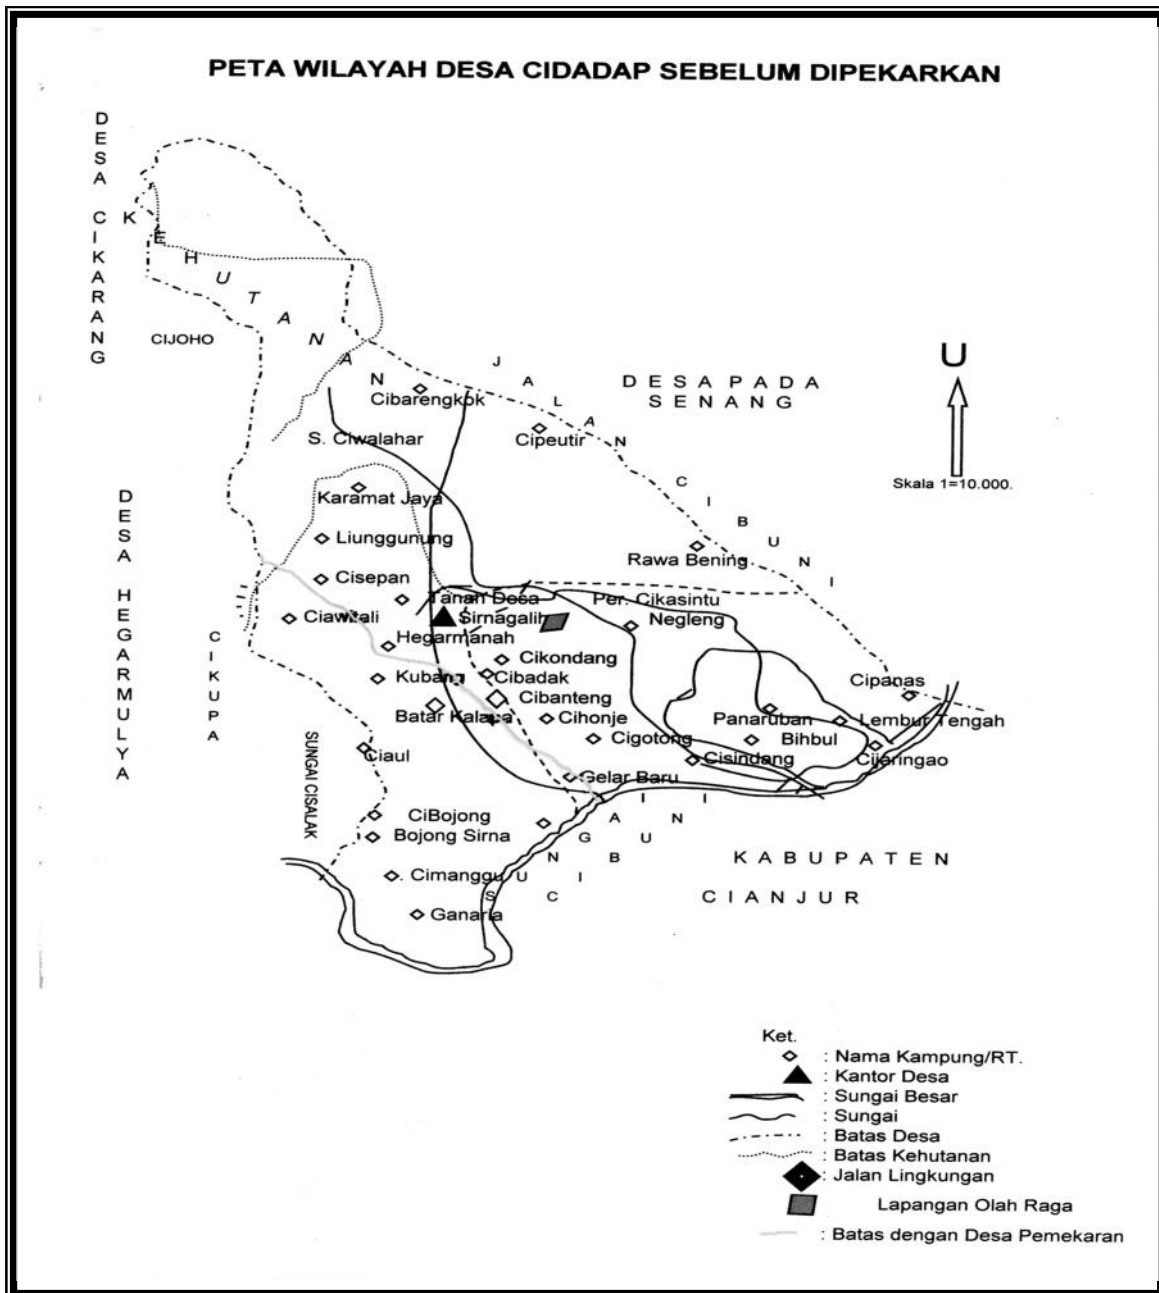 PETA WILAYAH DESA CIDADAP SEBELUM DIPEKARKAN
DESA CIKARANG
KEHUTANAN
CIJOHO
JALAN CIBUNI
DESA PADA
SENANG
U
Skala 1=10.000.
Cibarengkok
Cipeutir
S. Ciwalahar
Karamat Jaya
DESA HEGARMULYA
Liunggunung
Rawa Bening
Cisepan
Tanah Desa
Per. Cikasintu
Ciawitali
Sirnagalih
Negleng
CIKUPA
Hegarmanah
Cikondang
Kubang
Cibadak
Cipanas
Cibanteng
Batar Kalapa
Cihonje
Panaruban
Lembur Tengah
Cigotong
Bihbul
SUNGAI CISALAK
Ciaul
Cisindang
Cijaringao
Gelar Baru
CiBojong
SUNGAI
CIBUNI
Bojong Sirna
KABUPATEN
. Cimanggu
CIANJUR
Ganaria
Ket.
: Nama Kampung/RT.
: Kantor Desa
: Sungai Besar
: Sungai
: Batas Desa
: Batas Kehutanan
: Jalan Lingkungan
Lapangan Olah Raga
: Batas dengan Desa Pemekaran